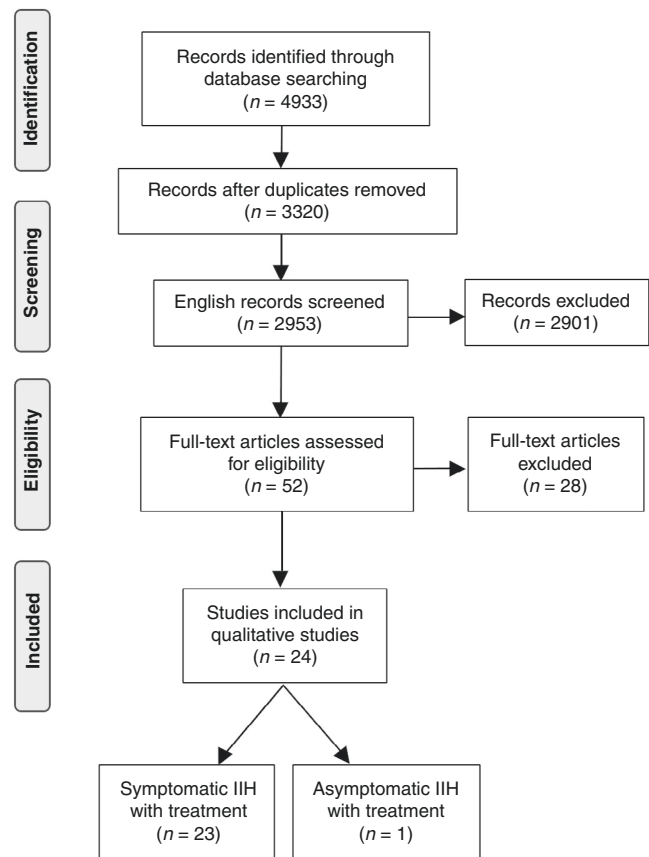 Identification
Records identified through
database searching
(n = 4933)
Records after duplicates removed
(n = 3320)
Screening
English records screened
(n = 2953)
Records excluded
(n = 2901)
Eligibility
Full-text articles assessed
for eligibility
(n = 52)
Full-text articles
excluded
(n = 28)
Included
Studies included in
qualitative studies
(n = 24)
Symptomatic IIH
with treatment
(n = 23)
Asymptomatic IIH
with treatment
(n = 1)